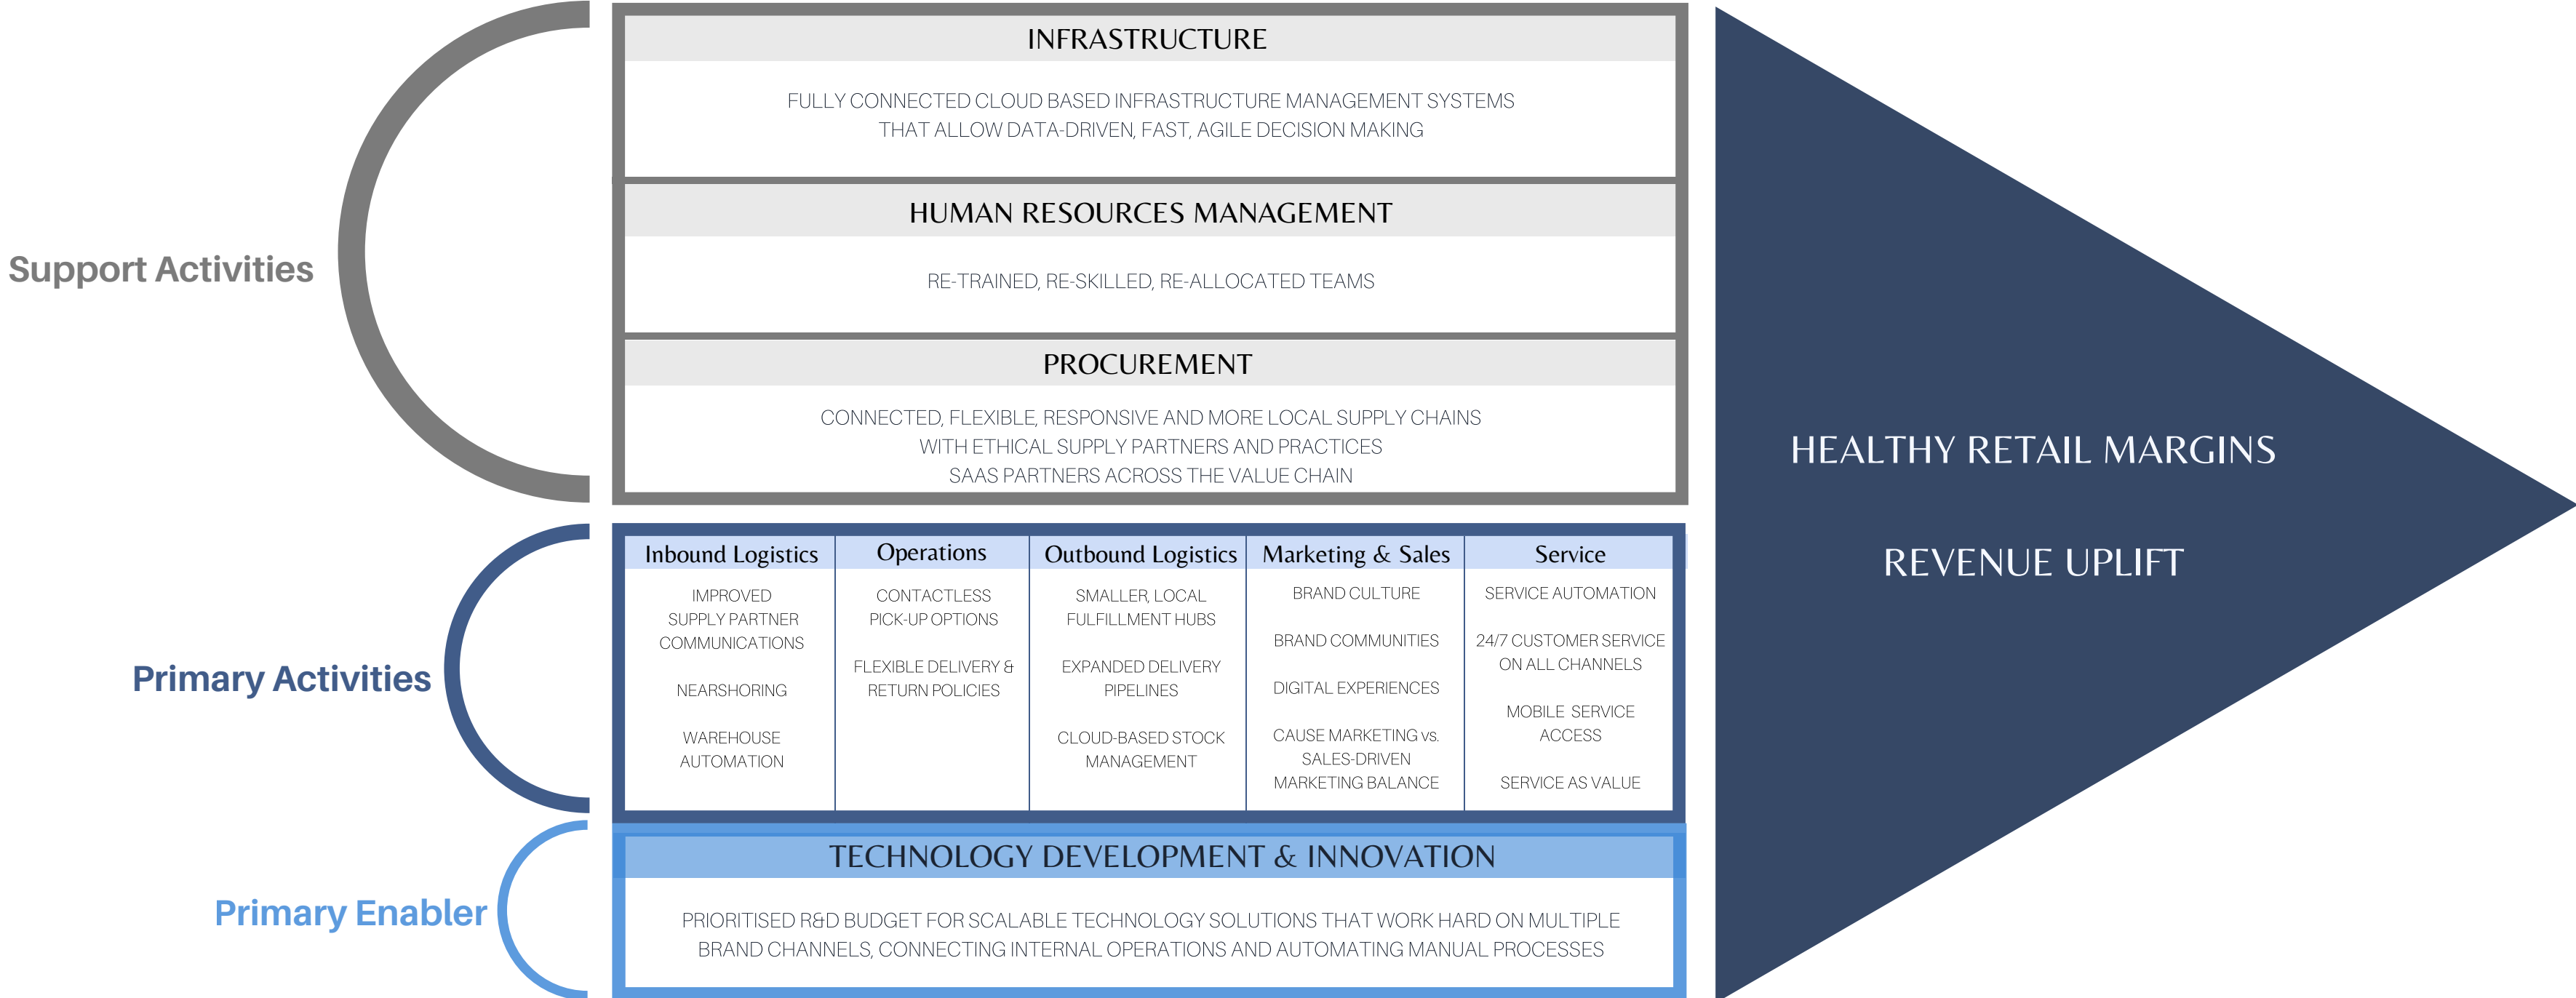 Support Activities
INFRASTRUCTURE
FULLY CONNECTED CLOUD BASED INFRASTRUCTURE MANAGEMENT SYSTEMS
THAT ALLOW DATA-DRIVEN, FAST, AGILE DECISION MAKING
HUMAN RESOURCES MANAGEMENT
RE-TRAINED, RE-SKILLED, RE-ALLOCATED TEAMS
PROCUREMENT
CONNECTED, FLEXIBLE, RESPONSIVE AND MORE LOCAL SUPPLY CHAINS
WITH ETHICAL SUPPLY PARTNERS AND PRACTICES
SAAS PARTNERS ACROSS THE VALUE CHAIN
Primary Activities
Inbound Logistics
IMPROVED
SUPPLY PARTNER
COMMUNICATIONS
NEARSHORING
WAREHOUSE
AUTOMATION
Operations
CONTACTLESS
PICK-UP OPTIONS
FLEXIBLE DELIVERY &
RETURN POLICIES
Outbound Logistics
SMALLER, LOCAL
FULFILLMENT HUBS
EXPANDED DELIVERY
PIPELINES
CLOUD-BASED STOCK
MANAGEMENT
Marketing & Sales
BRAND CULTURE
BRAND COMMUNITIES
DIGITAL EXPERIENCES
CAUSE MARKETING vs.
SALES-DRIVEN
MARKETING BALANCE
Service
SERVICE AUTOMATION
24/7 CUSTOMER SERVICE
ON ALL CHANNELS
MOBILE SERVICE
ACCESS
SERVICE AS VALUE
Primary Enabler
TECHNOLOGY DEVELOPMENT & INNOVATION
PRIORITISED R&D BUDGET FOR SCALABLE TECHNOLOGY SOLUTIONS THAT WORK HARD ON MULTIPLE
BRAND CHANNELS, CONNECTING INTERNAL OPERATIONS AND AUTOMATING MANUAL PROCESSES
HEALTHY RETAIL MARGINS
REVENUE UPLIFT